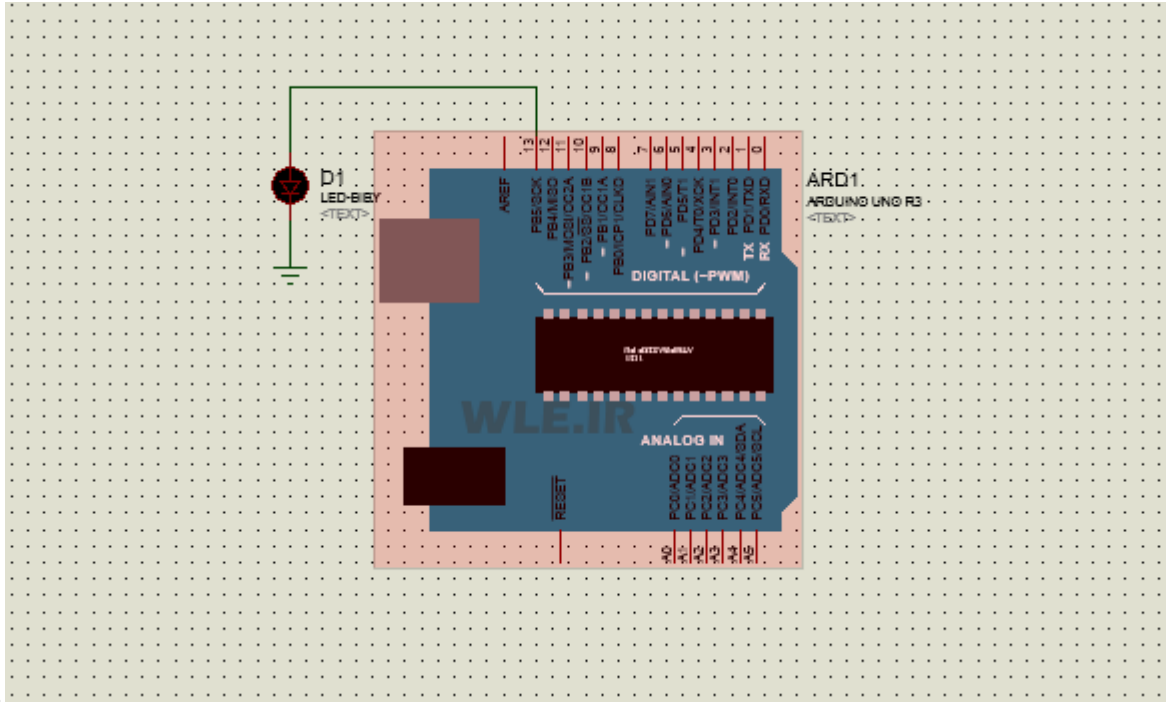 D1
LED-BIBY
<TEXT>
ARD1
ARDUINO UNO R3
<TEXT>
13
12
11
10
9
8
7
6
5
4
3
2
1
0
AREF
PB5/SCK
PB4/MISO
~PB3/MOSI/OC2A
~PB2/SS/OC1B
~PB1/OC1A
PB0/ICP1/CLKO
PD7/AIN1
~PD6/AIN0
~PD5/T1
PD4/T0/XCK
~PD3/INT1
PD2/INT0
TX PD1/TXD
RX PD0/RXD
DIGITAL (~PWM)
WLE.IR
ANALOG IN
RESET
PC0/ADC0
PC1/ADC1
PC2/ADC2
PC3/ADC3
PC4/ADC4/SDA
PC5/ADC5/SCL
A0
A1
A2
A3
A4
A5